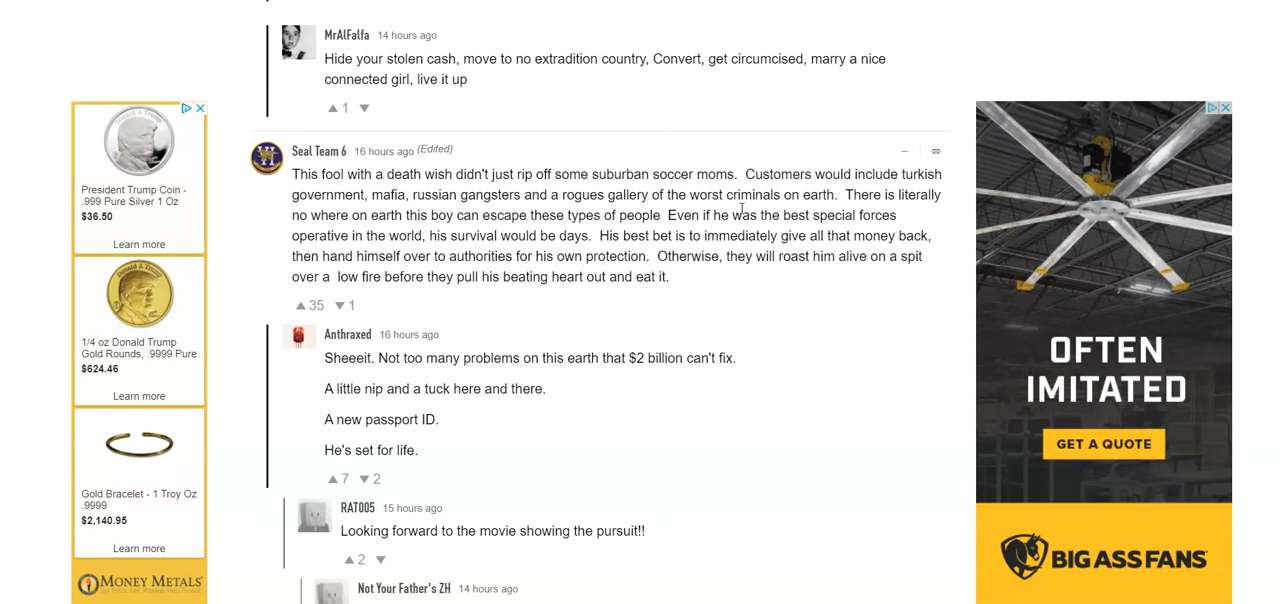 MrAlFalfa 14 hours ago
Hide your stolen cash, move to no extradition country, Convert, get circumcised, marry a nice
connected girl, live it up
1
Seal Team 6 16 hours ago (Edited)
This fool with a death wish didn't just rip off some suburban soccer moms. Customers would include turkish
government, mafia, russian gangsters and a rogues gallery of the worst criminals on earth. There is literally
no where on earth this boy can escape these types of people Even if he was the best special forces
operative in the world, his survival would be days. His best bet is to immediately give all that money back,
then hand himself over to authorities for his own protection. Otherwise, they will roast him alive on a spit
over a low fire before they pull his beating heart out and eat it.
35 1
Anthraxed 16 hours ago
Sheeeit. Not too many problems on this earth that $2 billion can't fix.
A little nip and a tuck here and there.
A new passport ID.
He's set for life.
7 2
RAT005 15 hours ago
Looking forward to the movie showing the pursuit!!
2
Not Your Father's ZH 14 hours ago
President Trump Coin -
.999 Pure Silver 1 Oz
$36.50
Learn more
1/4 oz Donald Trump
Gold Rounds, .9999 Pure
$624.46
Learn more
Gold Bracelet - 1 Troy Oz
.9999
$2,140.95
Learn more
MONEY METALS
OFTEN
IMITATED
GET A QUOTE
BIG ASS FANS